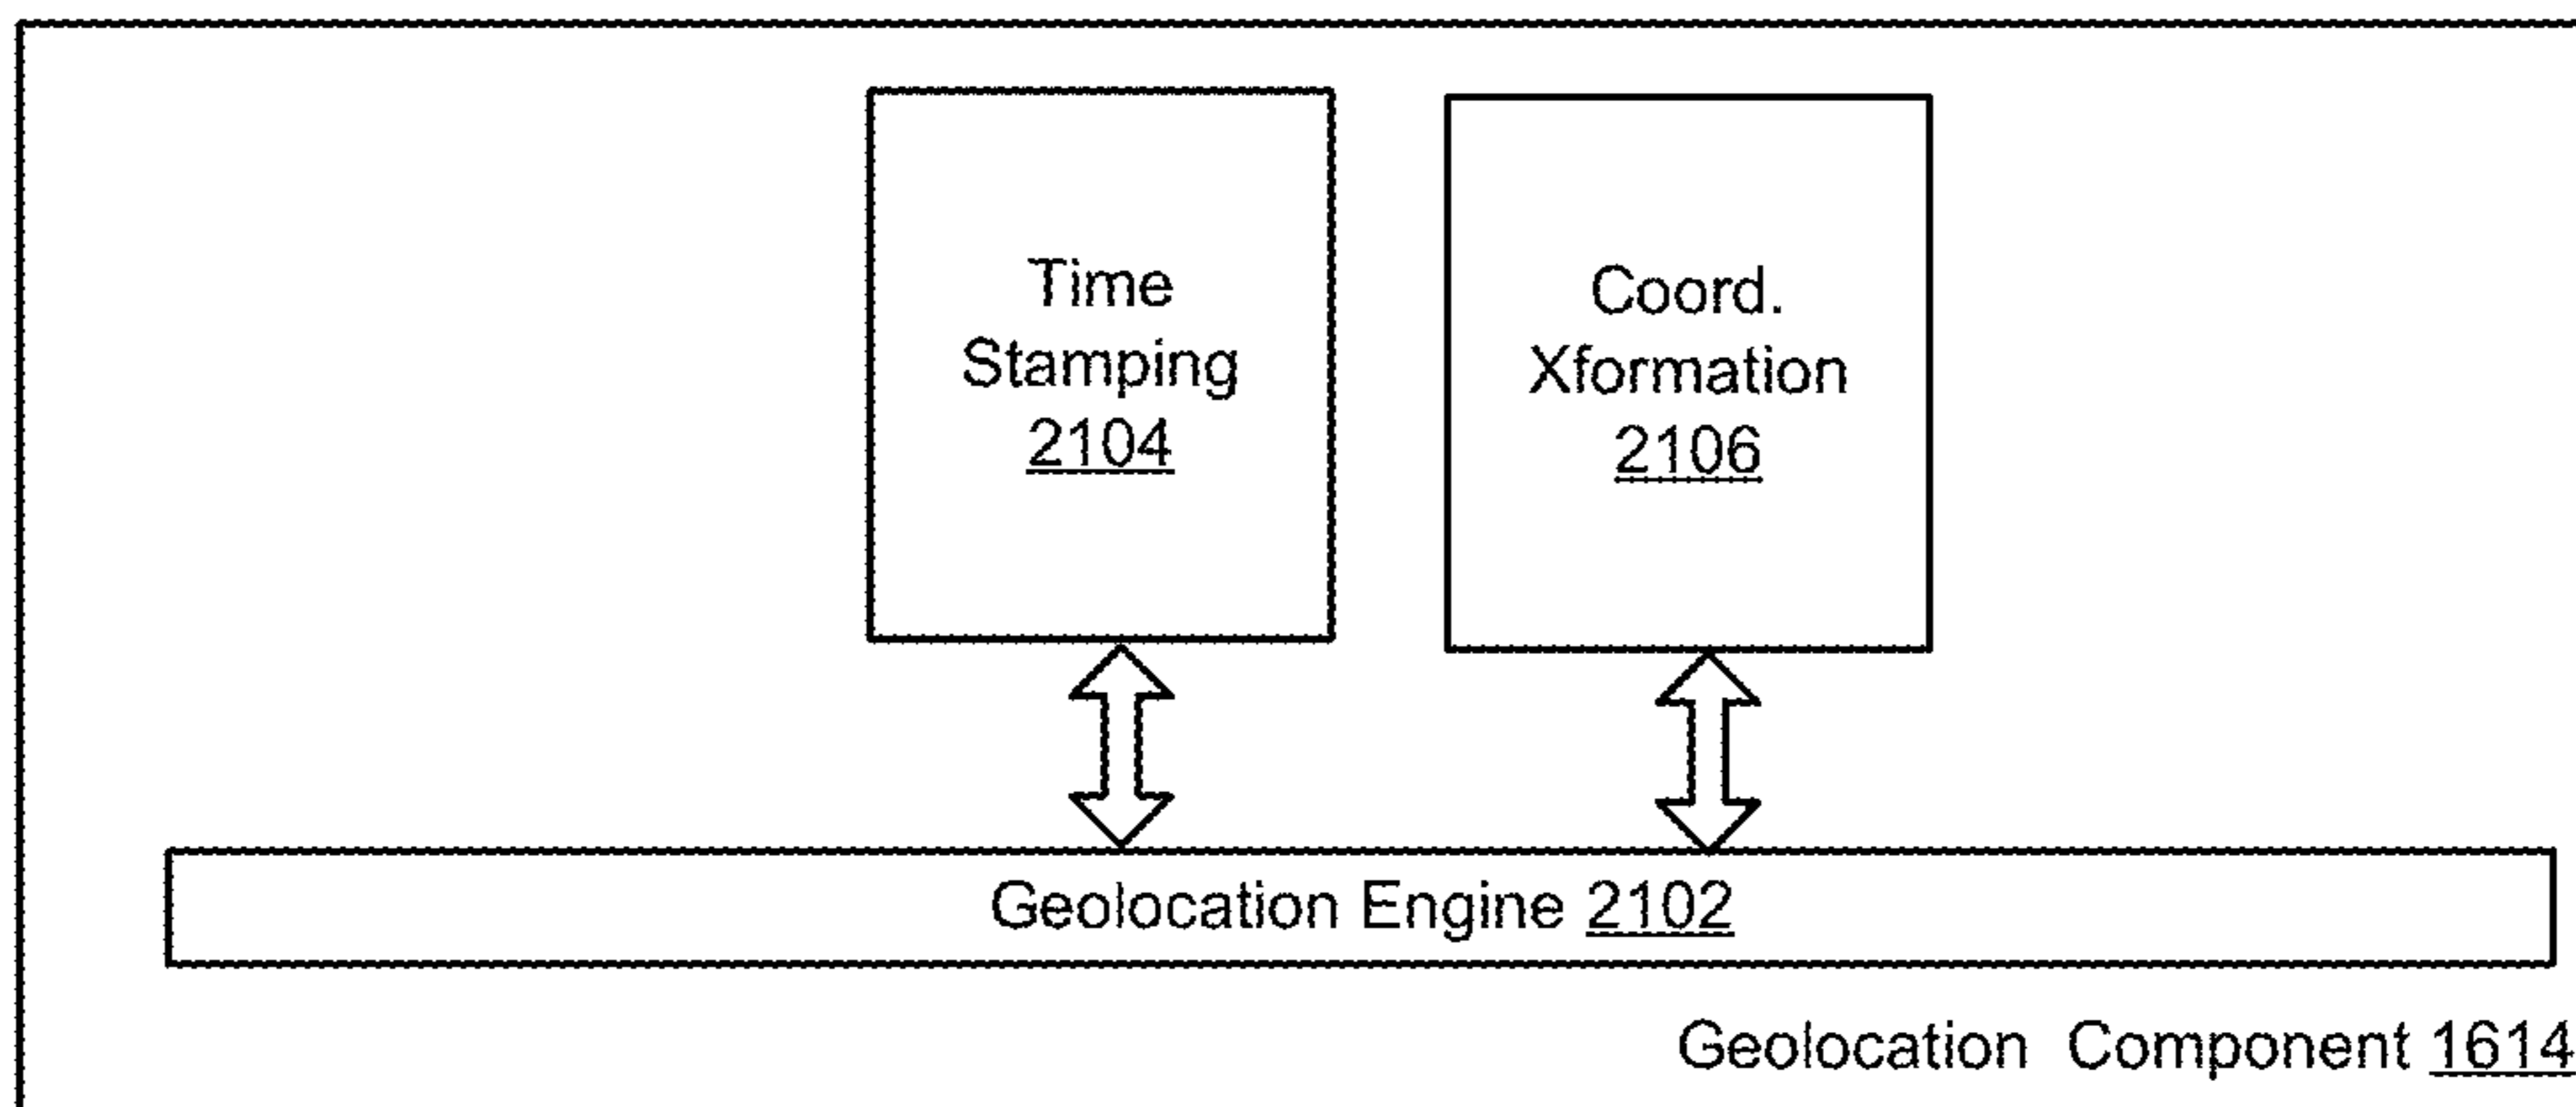 Time
Stamping
2104
Coord.
Xformation
2106
Geolocation Engine 2102
Geolocation Component 1614